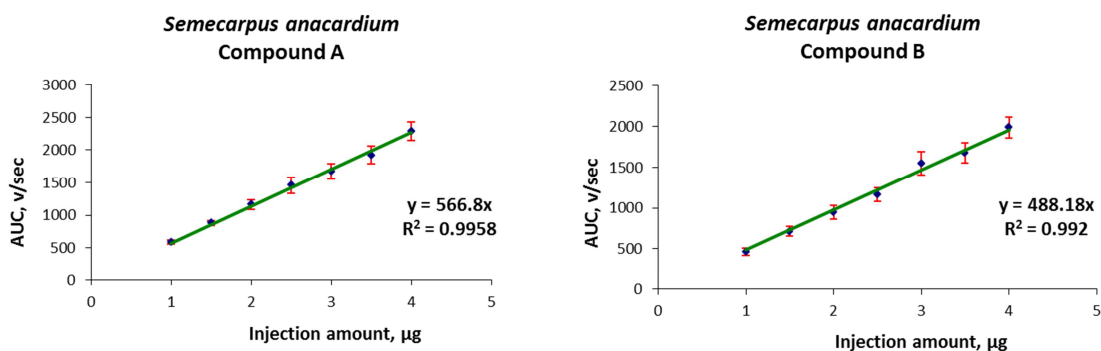 Semecarpus anacardium
Compound A
3000
2500
2000
1500
1000
500
0
0 1 2 3 4 5
AUC, v/sec
Injection amount, µg
y = 566.8x
R² = 0.9958
Semecarpus anacardium
Compound B
2500
2000
1500
1000
500
0
0 1 2 3 4 5
AUC, v/sec
Injection amount, µg
y = 488.18x
R² = 0.992